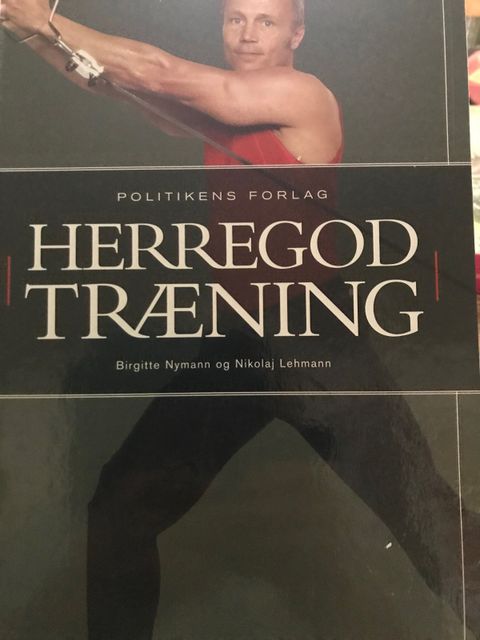 POLITIKENS FORLAG
HERREGOD
TRÆNING
Birgitte Nymann og Nikolaj Lehmann